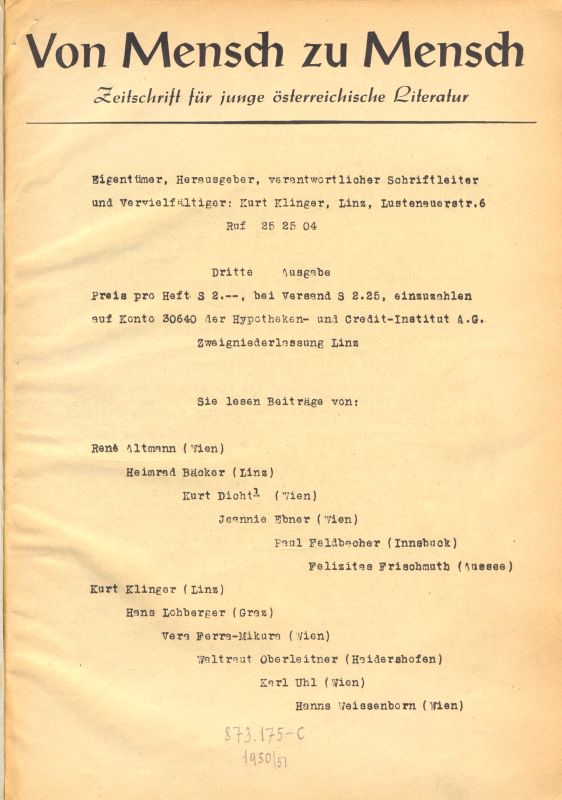 Von Mensch zu Mensch
Zeitschrift für junge österreichische Literatur
Eigentümer, Herausgeber, verantwortlicher Schriftleiter
und Vervielfältiger: Kurt Klinger, Linz, Lustenauerstr.6
Ruf 25 25 04
Dritte Ausgabe
Preis pro Heft S 2.--, bei Versand S 2.25, einzuzahlen
auf Konto 30640 der Hypotheken- und Credit-Institut A.G.
Zweigniederlassung Linz
Sie lesen Beiträge von:
Renè Altmann (Wien)
Heimrad Bäcker (Linz)
Kurt Dichtl (Wien)
Jeannie Ebner (Wien)
Paul Feldbacher (Innsbuck)
Felizitas Frischmuth (Aussee)
Kurt Klinger (Linz)
Hans Lohberger (Graz)
Vera Ferra-Mikura (Wien)
Waltraut Oberleitner (Haidershofen)
Karl Uhl (Wien)
Hanns Weissenborn (Wien)
873.175-C
1950/51